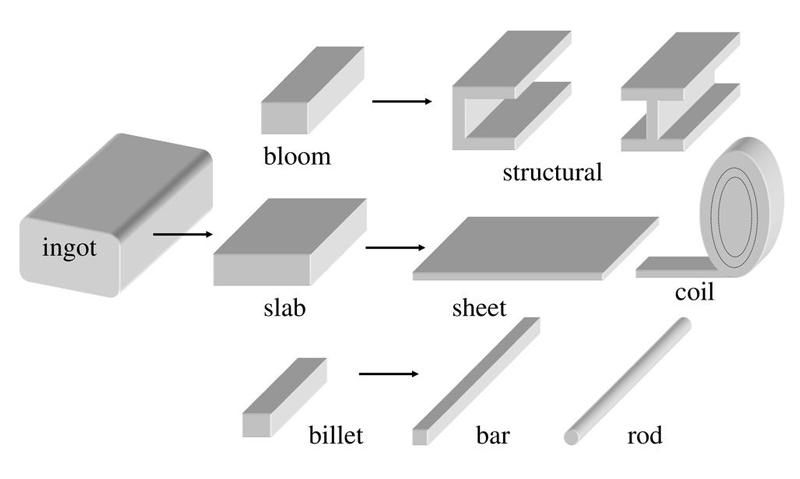 bloom
structural
ingot
slab
sheet
coil
billet
bar
rod